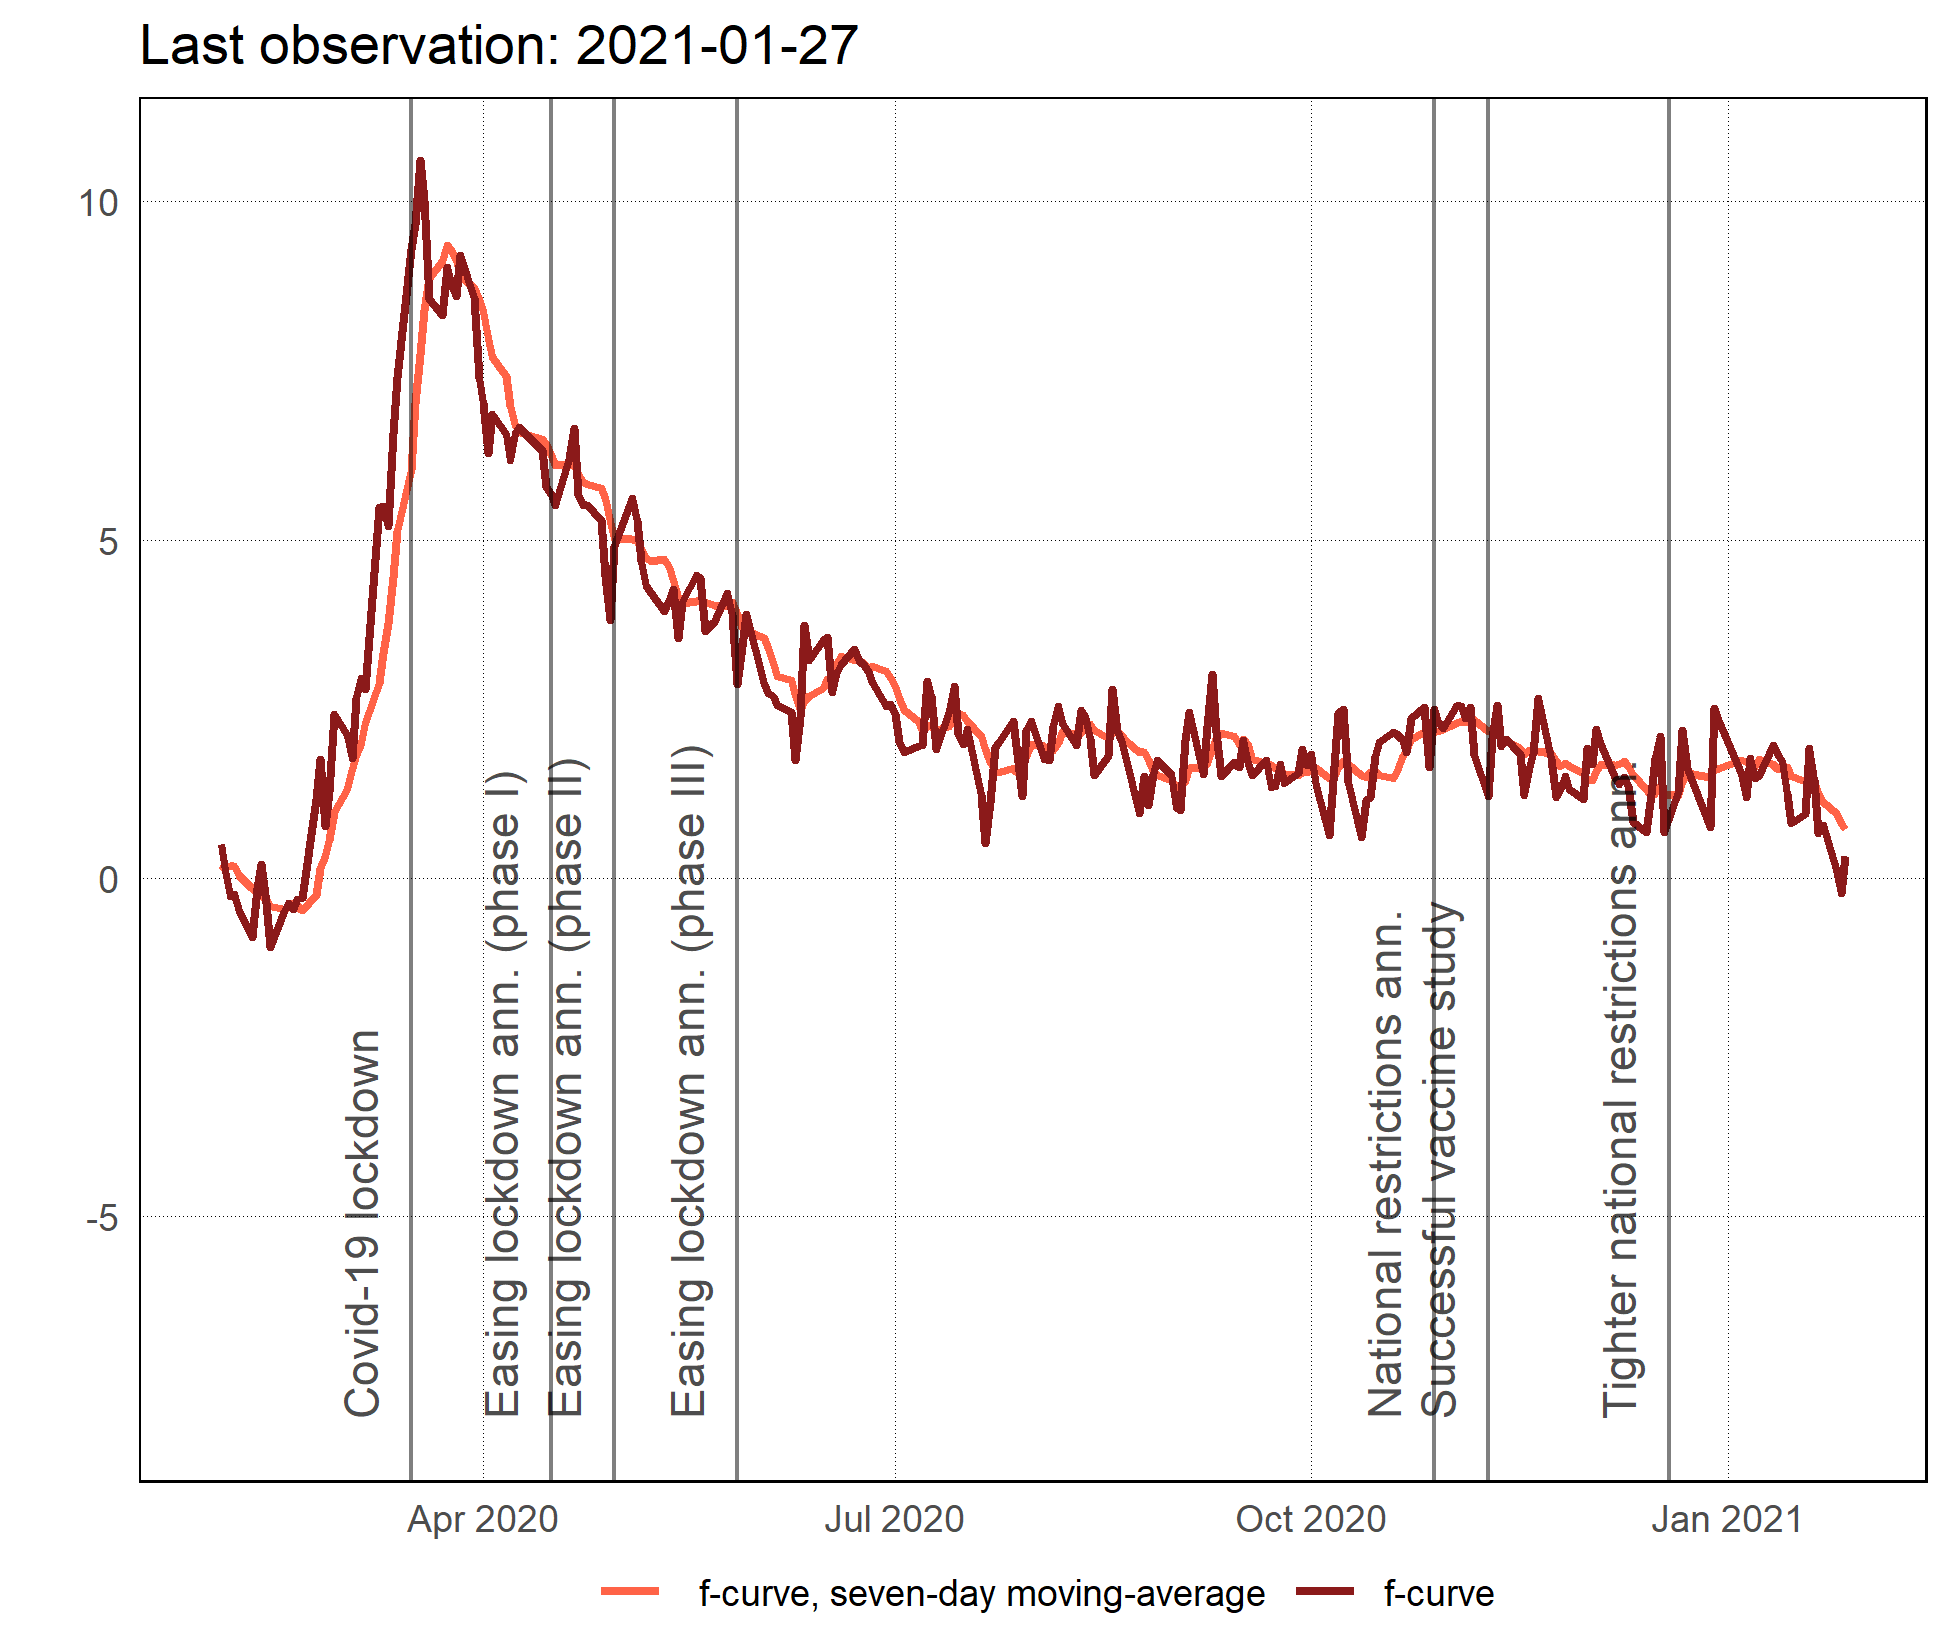 Last observation: 2021-01-27
10
5
0
-5
Covid-19 lockdown
Easing lockdown ann. (phase I)
Easing lockdown ann. (phase II)
Easing lockdown ann. (phase III)
National restrictions ann.
Successful vaccine study
Tighter national restrictions ann.
Apr 2020
Jul 2020
Oct 2020
Jan 2021
f-curve, seven-day moving-average
f-curve